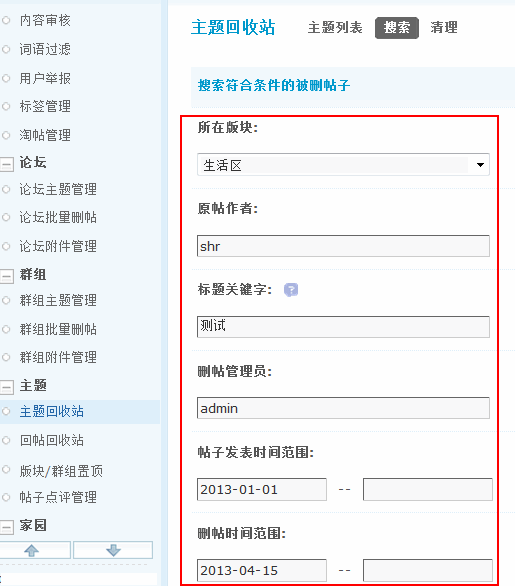 内容审核
词语过滤
用户举报
标签管理
淘帖管理
论坛
论坛主题管理
论坛批量删帖
论坛附件管理
群组
群组主题管理
群组批量删帖
群组附件管理
主题
主题回收站
回帖回收站
版块/群组置顶
帖子点评管理
家园
主题回收站 主题列表 搜索 清理
搜索符合条件的被删帖子
所在版块:
生活区
原帖作者:
shr
标题关键字: ?
测试
删帖管理员:
admin
帖子发表时间范围:
2013-01-01 --
删帖时间范围:
2013-04-15 --